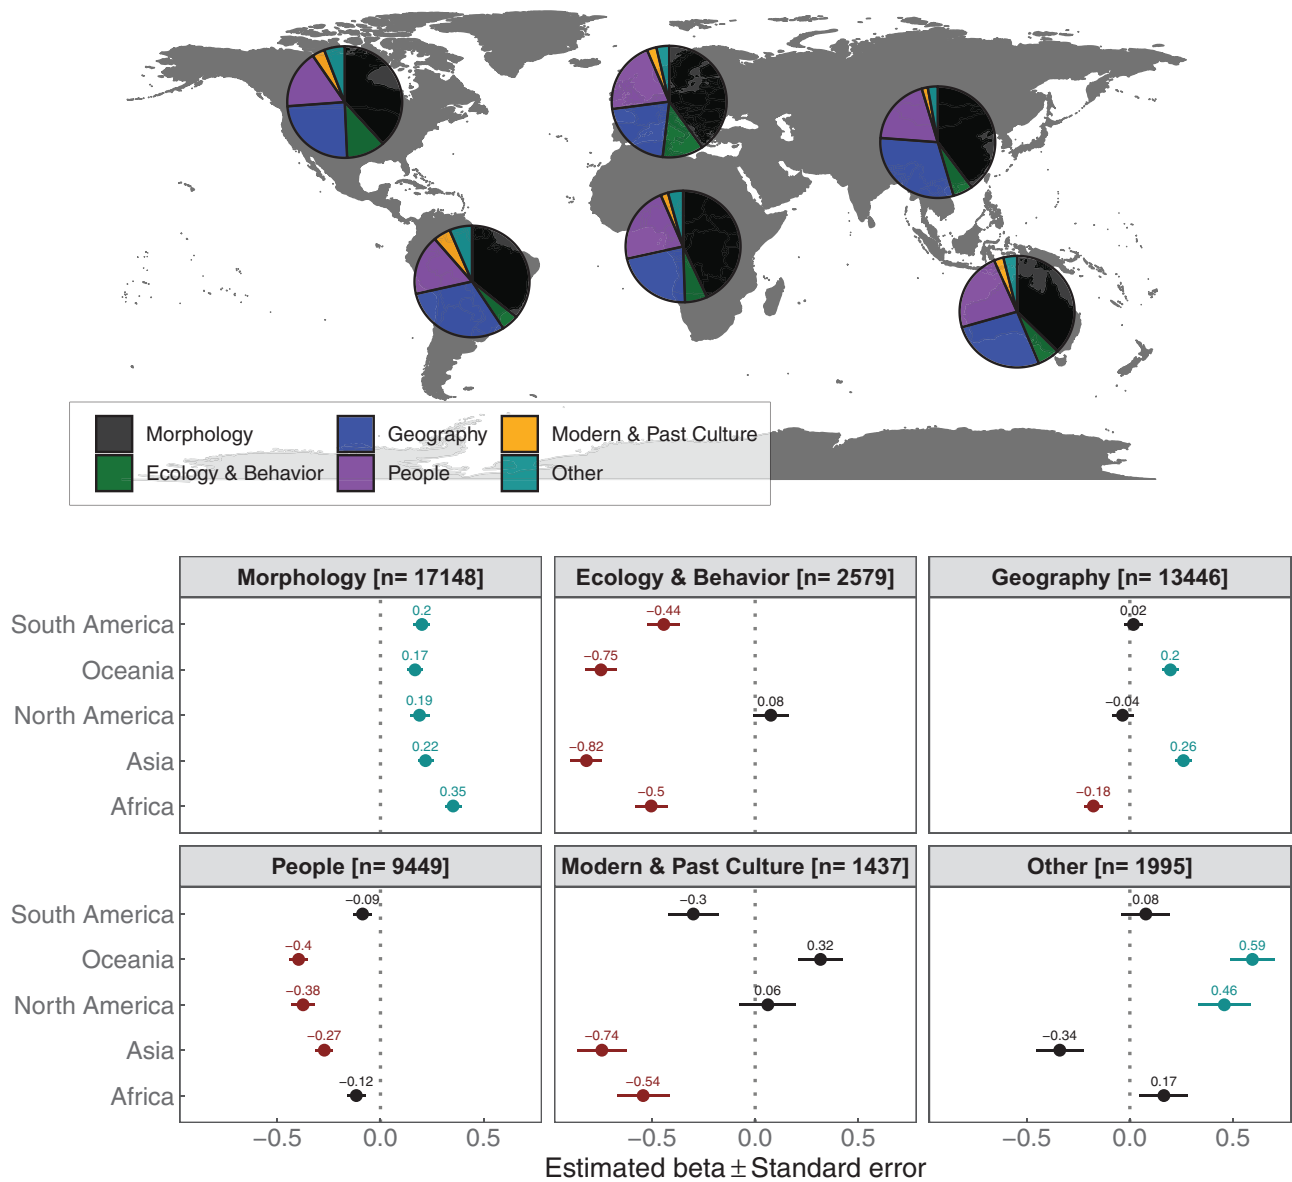 Morphology
Geography
Modern & Past Culture
Ecology & Behavior
People
Other
Morphology [n= 17148]
Ecology & Behavior [n= 2579]
Geography [n= 13446]
South America
Oceania
North America
Asia
Africa
0.2
0.17
0.19
0.22
0.35
−0.44
−0.75
0.08
−0.82
−0.5
0.02
0.2
−0.04
0.26
−0.18
People [n= 9449]
Modern & Past Culture [n= 1437]
Other [n= 1995]
South America
Oceania
North America
Asia
Africa
−0.09
−0.4
−0.38
−0.27
−0.12
−0.3
0.32
0.06
−0.74
−0.54
0.08
0.59
0.46
−0.34
0.17
−0.5 0.0 0.5
−0.5 0.0 0.5
−0.5 0.0 0.5
Estimated beta ± Standard error